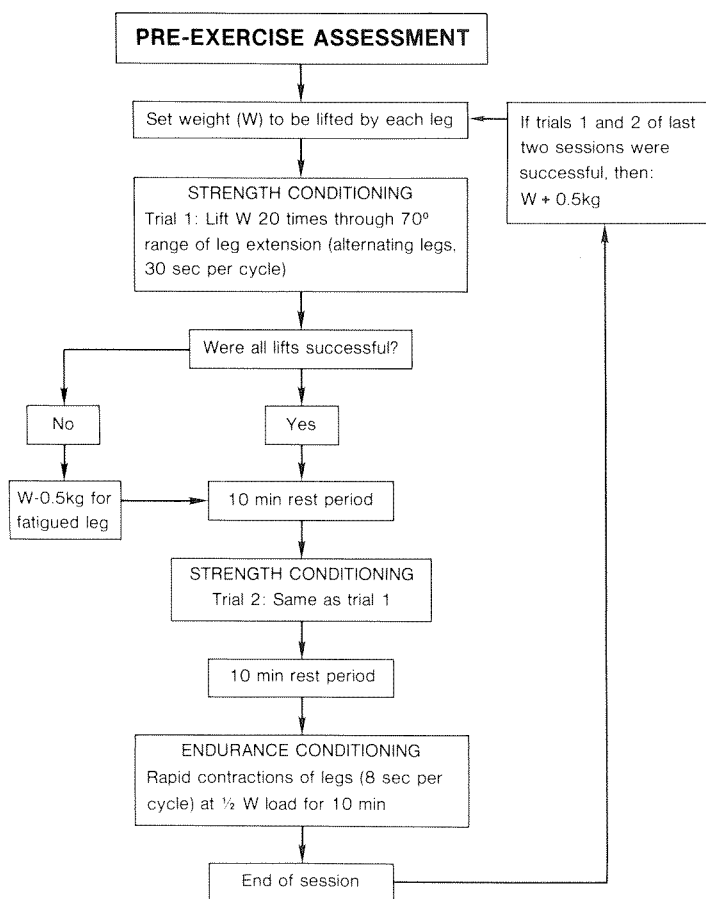 PRE-EXERCISE ASSESSMENT
Set weight (W) to be lifted by each leg
If trials 1 and 2 of last
two sessions were
successful, then:
W + 0.5kg
STRENGTH CONDITIONING
Trial 1: Lift W 20 times through 70º
range of leg extension (alternating legs,
30 sec per cycle)
Were all lifts successful?
No
Yes
W-0.5kg for
fatigued leg
10 min rest period
STRENGTH CONDITIONING
Trial 2: Same as trial 1
10 min rest period
ENDURANCE CONDITIONING
Rapid contractions of legs (8 sec per
cycle) at ½ W load for 10 min
End of session